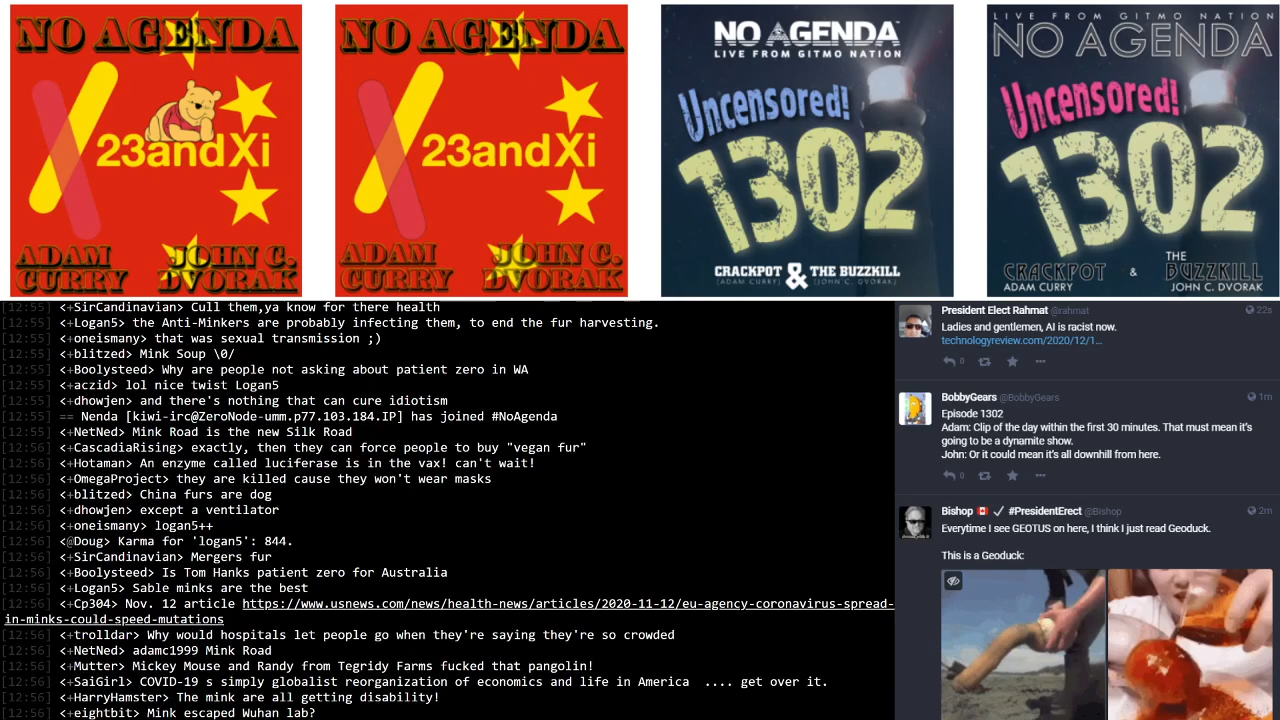 NO AGENDA
23andXi
ADAM CURRY
JOHN C. DVORAK
NO AGENDA
23andXi
ADAM CURRY
JOHN C. DVORAK
NO AGENDA
LIVE FROM GITMO NATION
Uncensored!
1302
CRACKPOT & THE BUZZKILL
[ADAM CURRY] [JOHN C. DVORAK]
LIVE FROM GITMO NATION
NO AGENDA
Uncensored!
1302
CRACKPOT & THE BUZZKILL
ADAM CURRY JOHN C. DVORAK
[12:55] <+SirCandinavian> Cull them,ya know for there health
[12:55] <+Logan5> the Anti-Minkers are probably infecting them, to end the fur harvesting.
[12:55] <+oneismany> that was sexual transmission ;)
[12:55] <+blitzed> Mink Soup \0/
[12:55] <+Boolysteed> Why are people not asking about patient zero in WA
[12:55] <+aczid> lol nice twist Logan5
[12:55] <+dhowjen> and there's nothing that can cure idiotism
[12:55] == Nenda [kiwi-irc@ZeroNode-umm.p77.103.184.IP] has joined #NoAgenda
[12:55] <+NetNed> Mink Road is the new Silk Road
[12:56] <+CascadiaRising> exactly, then they can force people to buy "vegan fur"
[12:56] <+Hotaman> An enzyme called luciferase is in the vax! can't wait!
[12:56] <+OmegaProject> they are killed cause they won't wear masks
[12:56] <+blitzed> China furs are dog
[12:56] <+dhowjen> except a ventilator
[12:56] <+oneismany> logan5++
[12:56] <@Doug> Karma for 'logan5': 844.
[12:56] <+SirCandinavian> Mergers fur
[12:56] <+Boolysteed> Is Tom Hanks patient zero for Australia
[12:56] <+Logan5> Sable minks are the best
[12:56] <+Cp304> Nov. 12 article https://www.usnews.com/news/health-news/articles/2020-11-12/eu-agency-coronavirus-spread-
in-minks-could-speed-mutations
[12:56] <+trolldar> Why would hospitals let people go when they're saying they're so crowded
[12:56] <+NetNed> adamc1999 Mink Road
[12:56] <+Mutter> Mickey Mouse and Randy from Tegridy Farms fucked that pangolin!
[12:56] <+SaiGirl> COVID-19 s simply globalist reorganization of economics and life in America  .... get over it.
[12:56] <+HarryHamster> The mink are all getting disability!
[12:56] <+eightbit> Mink escaped Wuhan lab?
President Elect Rahmat @rahmat 22s
Ladies and gentlemen, AI is racist now.
technologyreview.com/2020/12/1…
0
BobbyGears @BobbyGears 1m
Episode 1302
Adam: Clip of the day within the first 30 minutes. That must mean it's
going to be a dynamite show.
John: Or it could mean it's all downhill from here.
0
Bishop 🇨🇦 ✓ #PresidentErect @Bishop 2m
Everytime I see GEOTUS on here, I think I just read Geoduck.
This is a Geoduck: